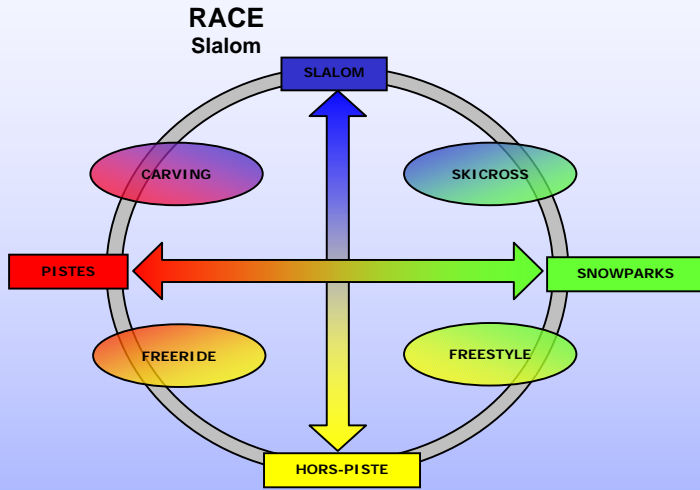 RACE
Slalom
SLALOM
CARVING
SKICROSS
PISTES
SNOWPARKS
FREERIDE
FREESTYLE
HORS-PISTE